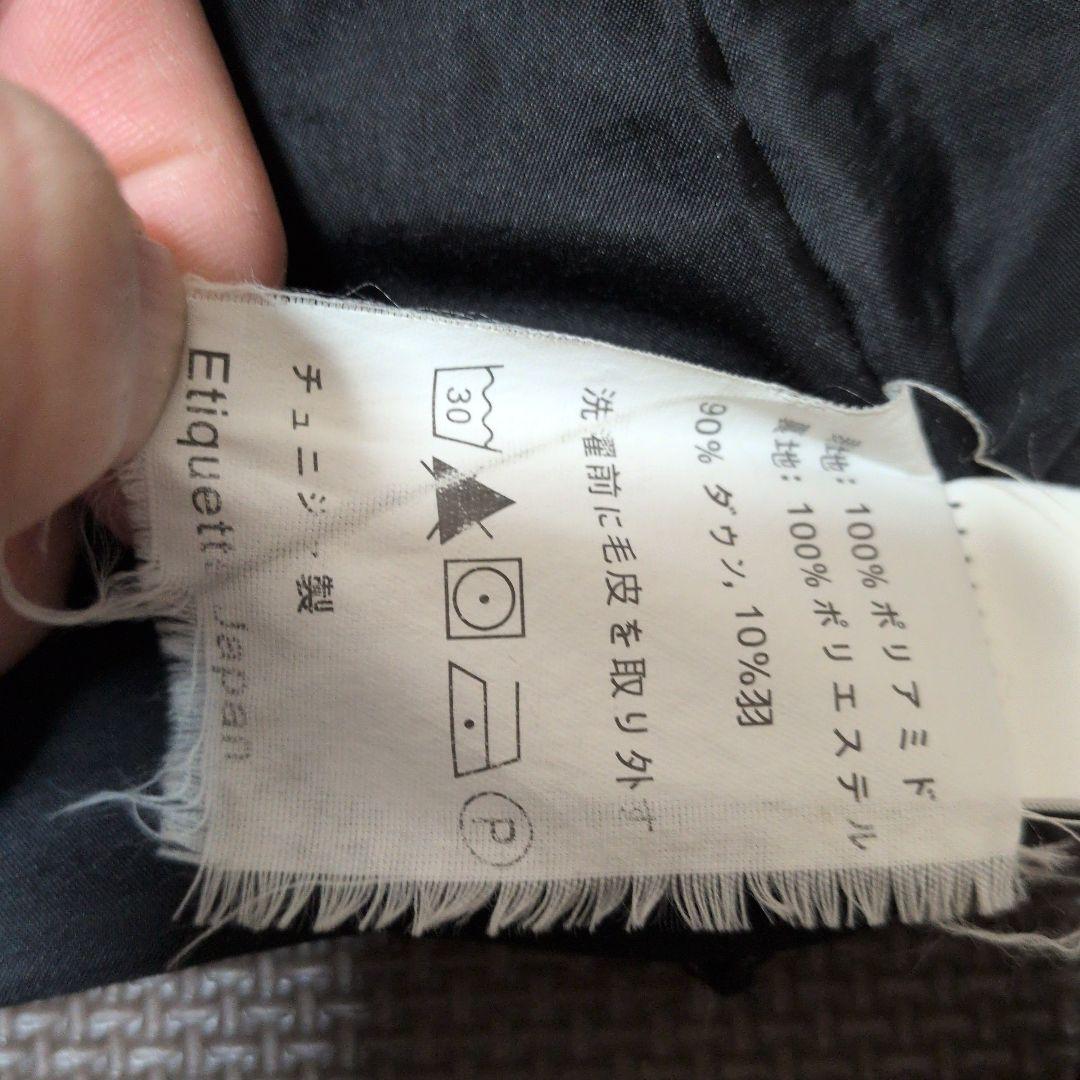 表地: 100%ポリアミド
裏地: 100%ポリエステル
90% ダウン, 10%羽
洗濯前に毛皮を取り外す
30
P
チュニジア製
Etiquette Japan